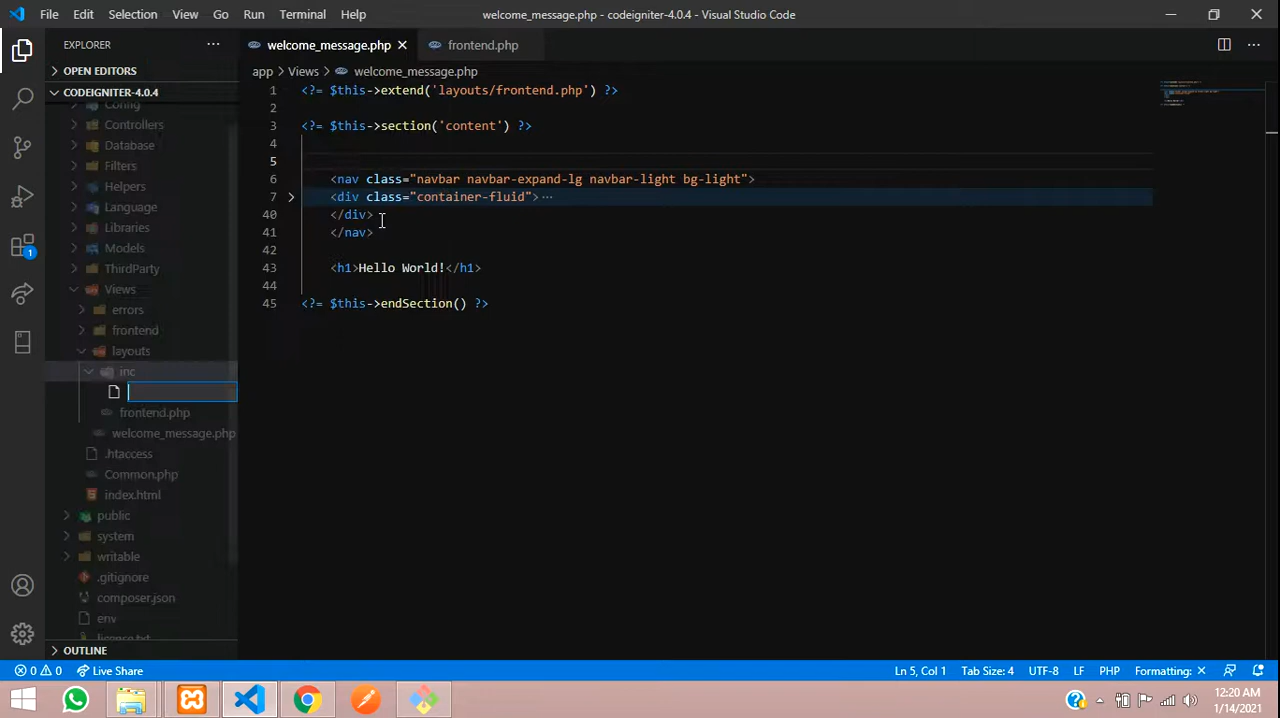 File Edit Selection View Go Run Terminal Help
welcome_message.php - codeigniter-4.0.4 - Visual Studio Code
EXPLORER
OPEN EDITORS
CODEIGNITER-4.0.4
Config
Controllers
Database
Filters
Helpers
Language
Libraries
Models
ThirdParty
Views
errors
frontend
layouts
inc
frontend.php
welcome_message.php
.htaccess
Common.php
index.html
public
system
writable
.gitignore
composer.json
env
license.txt
OUTLINE
welcome_message.php frontend.php
app > Views > welcome_message.php
1 <?= $this->extend('layouts/frontend.php') ?>
2
3 <?= $this->section('content') ?>
4
5
6 <nav class="navbar navbar-expand-lg navbar-light bg-light">
7 <div class="container-fluid"> ...
40 </div>
41 </nav>
42
43 <h1>Hello World!</h1>
44
45 <?= $this->endSection() ?>
1
0 0 Live Share Ln 5, Col 1 Tab Size: 4 UTF-8 LF PHP Formatting: ×
12:20 AM
1/14/2021